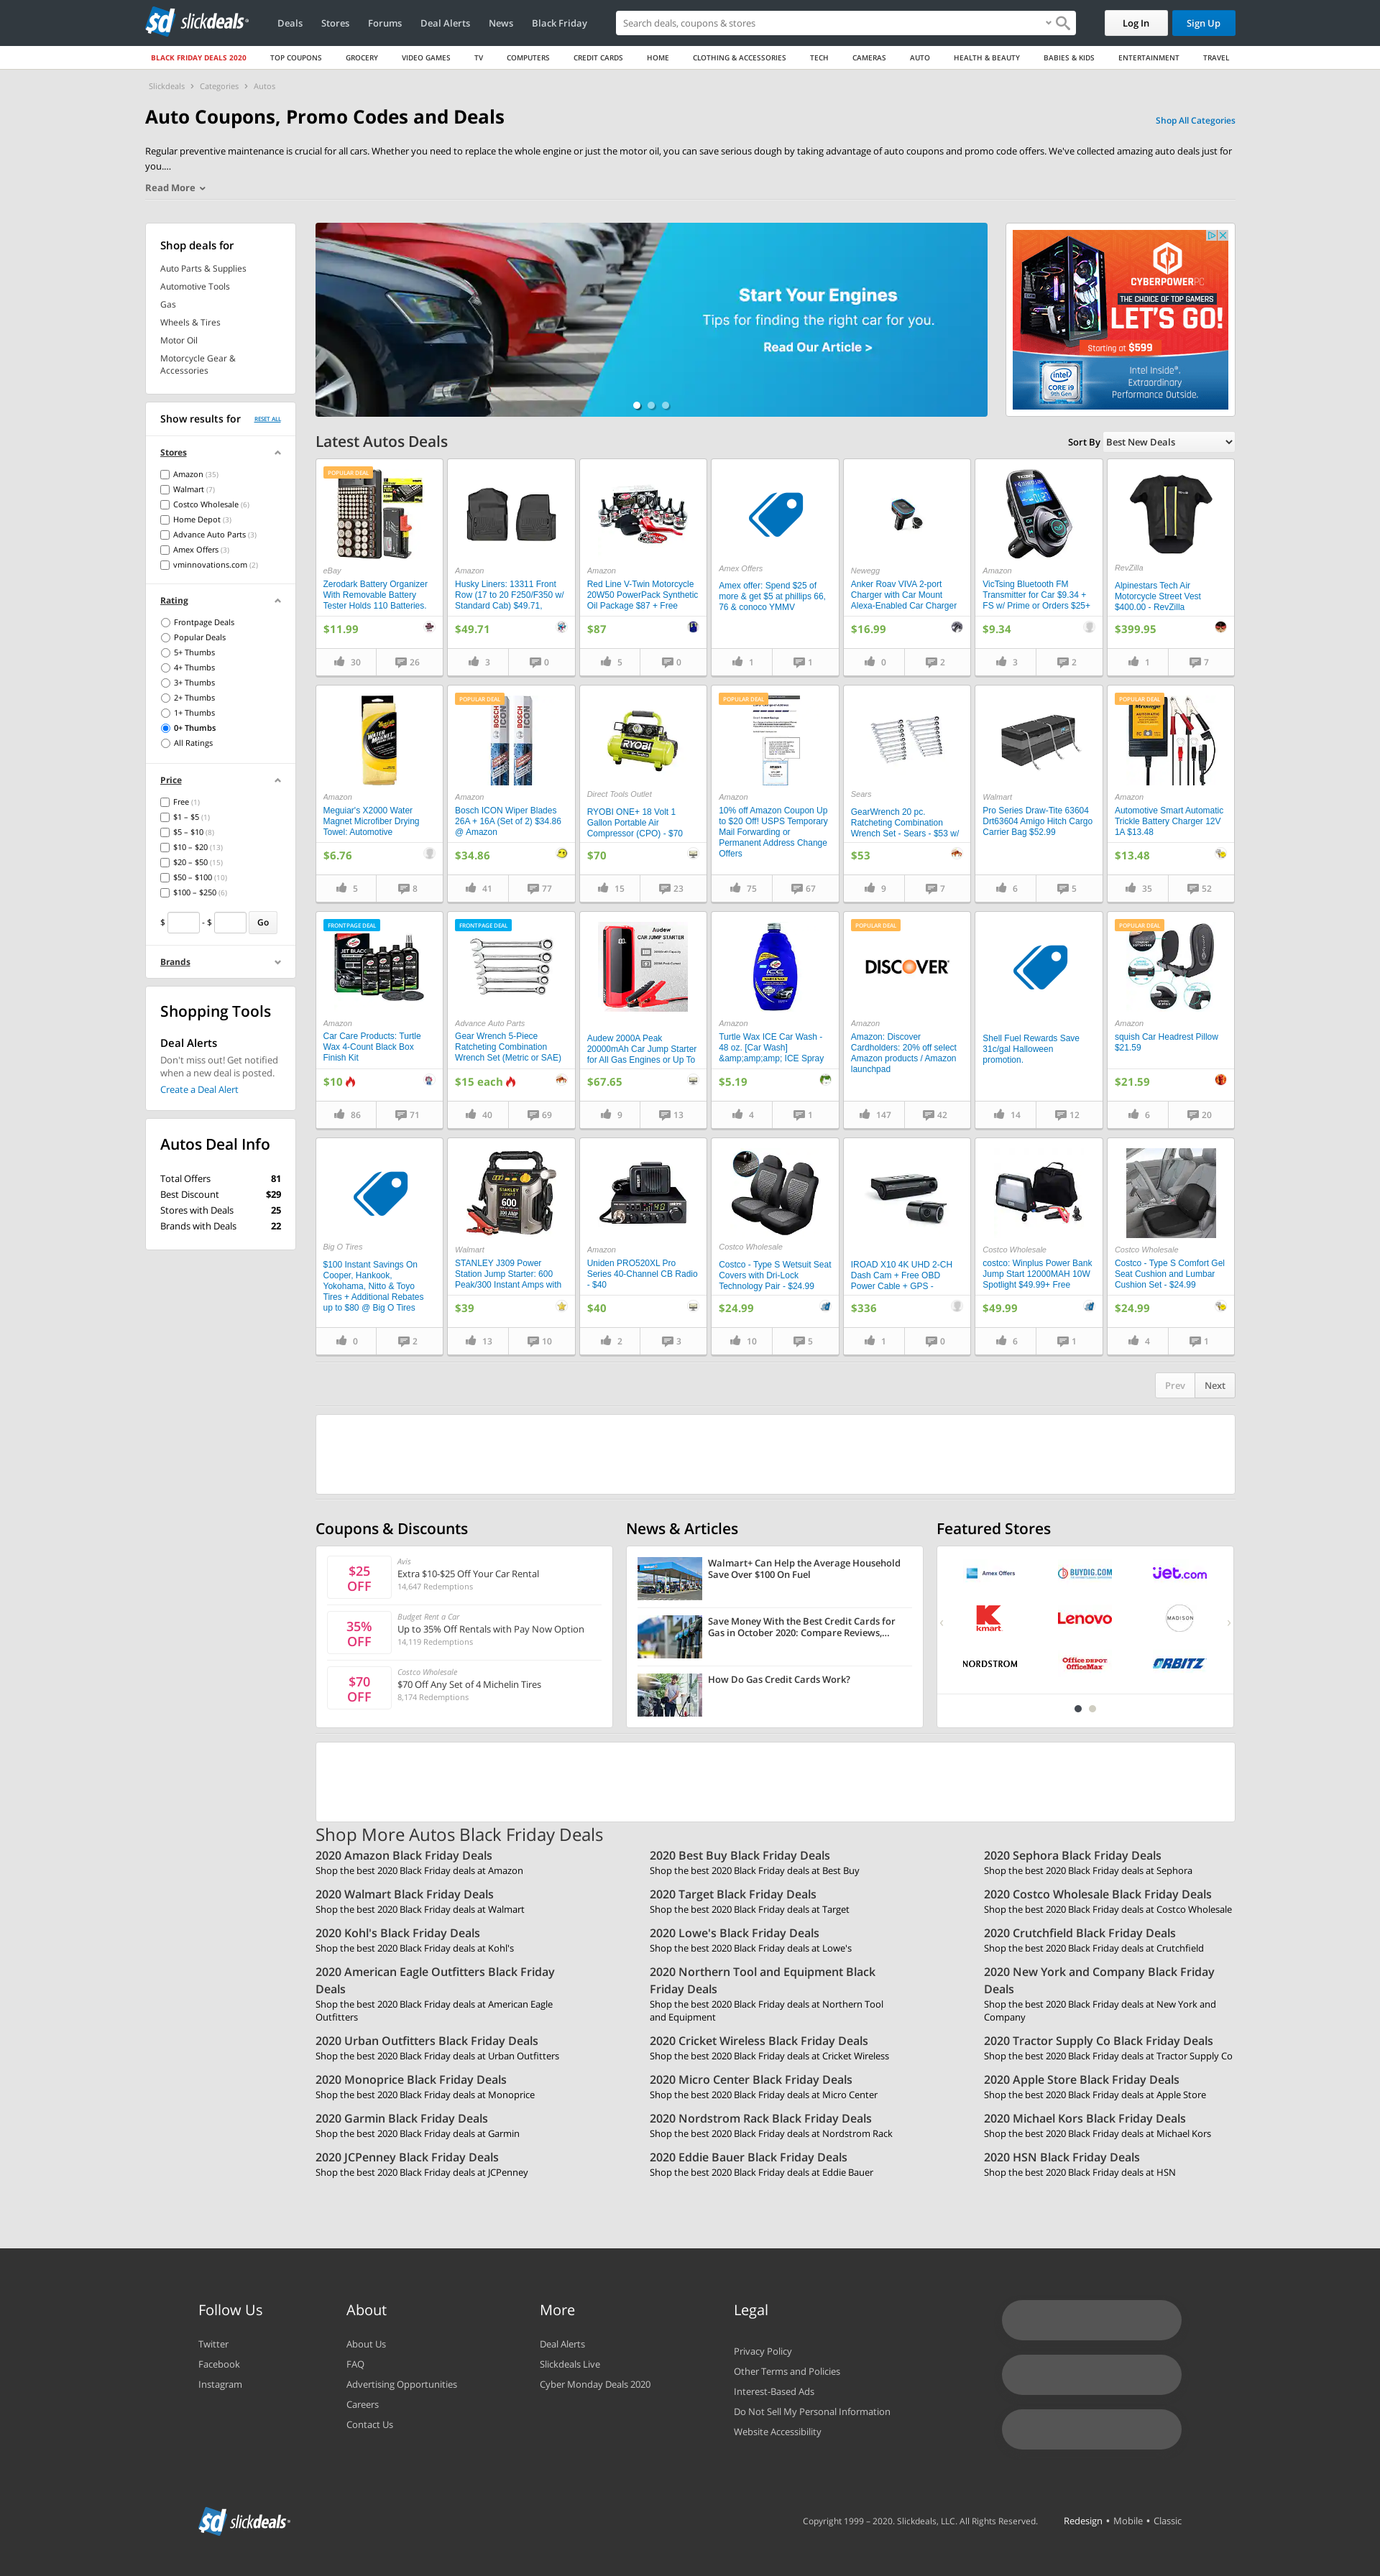 slickdeals
Deals
Stores
Forums
Deal Alerts
News
Black Friday
Search deals, coupons & stores
Log In
Sign Up
BLACK FRIDAY DEALS 2020
TOP COUPONS
GROCERY
VIDEO GAMES
TV
COMPUTERS
CREDIT CARDS
HOME
CLOTHING & ACCESSORIES
TECH
CAMERAS
AUTO
HEALTH & BEAUTY
BABIES & KIDS
ENTERTAINMENT
TRAVEL
Slickdeals > Categories > Autos
Auto Coupons, Promo Codes and Deals
Shop All Categories
Regular preventive maintenance is crucial for all cars. Whether you need to replace the whole engine or just the motor oil, you can save serious dough by taking advantage of auto coupons and promo code offers. We've collected amazing auto deals just for
you....
Read More
Shop deals for
Auto Parts & Supplies
Automotive Tools
Gas
Wheels & Tires
Motor Oil
Motorcycle Gear &
Accessories
Show results for
RESET ALL
Stores
Amazon (35)
Walmart (7)
Costco Wholesale (6)
Home Depot (3)
Advance Auto Parts (3)
Amex Offers (3)
vminnovations.com (2)
Rating
Frontpage Deals
Popular Deals
5+ Thumbs
4+ Thumbs
3+ Thumbs
2+ Thumbs
1+ Thumbs
0+ Thumbs
All Ratings
Price
Free (1)
$1 – $5 (1)
$5 – $10 (8)
$10 – $20 (13)
$20 – $50 (15)
$50 – $100 (10)
$100 – $250 (6)
$ - $ Go
Brands
Shopping Tools
Deal Alerts
Don't miss out! Get notified
when a new deal is posted.
Create a Deal Alert
Autos Deal Info
Total Offers 81
Best Discount $29
Stores with Deals 25
Brands with Deals 22
Start Your Engines
Tips for finding the right car for you.
Read Our Article >
CYBERPOWERPC
THE CHOICE OF TOP GAMERS
LET'S GO!
Starting at $599
intel
CORE i9
9th Gen
Intel Inside®.
Extraordinary
Performance Outside.
Latest Autos Deals
Sort By Best New Deals
POPULAR DEAL
eBay
Zerodark Battery Organizer
With Removable Battery
Tester Holds 110 Batteries.
$11.99
30 26
Amazon
Husky Liners: 13311 Front
Row (17 to 20 F250/F350 w/
Standard Cab) $49.71,
$49.71
3 0
Amazon
Red Line V-Twin Motorcycle
20W50 PowerPack Synthetic
Oil Package $87 + Free
$87
5 0
Amex Offers
Amex offer: Spend $25 of
more & get $5 at phillips 66,
76 & conoco YMMV
1 1
Newegg
Anker Roav VIVA 2-port
Charger with Car Mount
Alexa-Enabled Car Charger
$16.99
0 2
Amazon
VicTsing Bluetooth FM
Transmitter for Car $9.34 +
FS w/ Prime or Orders $25+
$9.34
3 2
RevZilla
Alpinestars Tech Air
Motorcycle Street Vest
$400.00 - RevZilla
$399.95
1 7
Amazon
Meguiar's X2000 Water
Magnet Microfiber Drying
Towel: Automotive
$6.76
5 8
POPULAR DEAL
BOSCH ICON
Amazon
Bosch ICON Wiper Blades
26A + 16A (Set of 2) $34.86
@ Amazon
$34.86
41 77
RYOBI
Direct Tools Outlet
RYOBI ONE+ 18 Volt 1
Gallon Portable Air
Compressor (CPO) - $70
$70
15 23
POPULAR DEAL
Amazon
10% off Amazon Coupon Up
to $20 Off! USPS Temporary
Mail Forwarding or
Permanent Address Change
Offers
75 67
Sears
GearWrench 20 pc.
Ratcheting Combination
Wrench Set - Sears - $53 w/
$53
9 7
Walmart
Pro Series Draw-Tite 63604
Drt63604 Amigo Hitch Cargo
Carrier Bag $52.99
6 5
POPULAR DEAL
Amazon
Automotive Smart Automatic
Trickle Battery Charger 12V
1A $13.48
$13.48
35 52
FRONTPAGE DEAL
JET BLACK
Amazon
Car Care Products: Turtle
Wax 4-Count Black Box
Finish Kit
$10
86 71
FRONTPAGE DEAL
Advance Auto Parts
Gear Wrench 5-Piece
Ratcheting Combination
Wrench Set (Metric or SAE)
$15 each
40 69
Audew
CAR JUMP STARTER
Audew 2000A Peak
20000mAh Car Jump Starter
for All Gas Engines or Up To
$67.65
9 13
ICE
Amazon
Turtle Wax ICE Car Wash -
48 oz. [Car Wash]
&amp;amp;amp; ICE Spray
$5.19
4 1
POPULAR DEAL
DISCOVER
Amazon
Amazon: Discover
Cardholders: 20% off select
Amazon products / Amazon
launchpad
147 42
Shell Fuel Rewards Save
31c/gal Halloween
promotion.
14 12
POPULAR DEAL
Amazon
squish Car Headrest Pillow
$21.59
$21.59
6 20
Big O Tires
$100 Instant Savings On
Cooper, Hankook,
Yokohama, Nitto & Toyo
Tires + Additional Rebates
up to $80 @ Big O Tires
0 2
STANLEY
600
Walmart
STANLEY J309 Power
Station Jump Starter: 600
Peak/300 Instant Amps with
$39
13 10
Amazon
Uniden PRO520XL Pro
Series 40-Channel CB Radio
- $40
$40
2 3
Costco Wholesale
Costco - Type S Wetsuit Seat
Covers with Dri-Lock
Technology Pair - $24.99
$24.99
10 5
IROAD X10 4K UHD 2-CH
Dash Cam + Free OBD
Power Cable + GPS -
$336
1 0
Costco Wholesale
costco: Winplus Power Bank
Jump Start 12000MAH 10W
Spotlight $49.99+ Free
$49.99
6 1
Costco Wholesale
Costco - Type S Comfort Gel
Seat Cushion and Lumbar
Cushion Set - $24.99
$24.99
4 1
Prev
Next
Coupons & Discounts
$25
OFF
Avis
Extra $10-$25 Off Your Car Rental
14,647 Redemptions
35%
OFF
Budget Rent a Car
Up to 35% Off Rentals with Pay Now Option
14,119 Redemptions
$70
OFF
Costco Wholesale
$70 Off Any Set of 4 Michelin Tires
8,174 Redemptions
News & Articles
Walmart+ Can Help the Average Household
Save Over $100 On Fuel
Save Money With the Best Credit Cards for
Gas in October 2020: Compare Reviews,...
How Do Gas Credit Cards Work?
Featured Stores
Amex Offers
BUYDIG.COM
jet.com
kmart
Lenovo
MADISON
NORDSTROM
Office DEPOT
OfficeMax
ORBITZ
Shop More Autos Black Friday Deals
2020 Amazon Black Friday Deals
Shop the best 2020 Black Friday deals at Amazon
2020 Best Buy Black Friday Deals
Shop the best 2020 Black Friday deals at Best Buy
2020 Sephora Black Friday Deals
Shop the best 2020 Black Friday deals at Sephora
2020 Walmart Black Friday Deals
Shop the best 2020 Black Friday deals at Walmart
2020 Target Black Friday Deals
Shop the best 2020 Black Friday deals at Target
2020 Costco Wholesale Black Friday Deals
Shop the best 2020 Black Friday deals at Costco Wholesale
2020 Kohl's Black Friday Deals
Shop the best 2020 Black Friday deals at Kohl's
2020 Lowe's Black Friday Deals
Shop the best 2020 Black Friday deals at Lowe's
2020 Crutchfield Black Friday Deals
Shop the best 2020 Black Friday deals at Crutchfield
2020 American Eagle Outfitters Black Friday
Deals
Shop the best 2020 Black Friday deals at American Eagle
Outfitters
2020 Northern Tool and Equipment Black
Friday Deals
Shop the best 2020 Black Friday deals at Northern Tool
and Equipment
2020 New York and Company Black Friday
Deals
Shop the best 2020 Black Friday deals at New York and
Company
2020 Urban Outfitters Black Friday Deals
Shop the best 2020 Black Friday deals at Urban Outfitters
2020 Cricket Wireless Black Friday Deals
Shop the best 2020 Black Friday deals at Cricket Wireless
2020 Tractor Supply Co Black Friday Deals
Shop the best 2020 Black Friday deals at Tractor Supply Co
2020 Monoprice Black Friday Deals
Shop the best 2020 Black Friday deals at Monoprice
2020 Micro Center Black Friday Deals
Shop the best 2020 Black Friday deals at Micro Center
2020 Apple Store Black Friday Deals
Shop the best 2020 Black Friday deals at Apple Store
2020 Garmin Black Friday Deals
Shop the best 2020 Black Friday deals at Garmin
2020 Nordstrom Rack Black Friday Deals
Shop the best 2020 Black Friday deals at Nordstrom Rack
2020 Michael Kors Black Friday Deals
Shop the best 2020 Black Friday deals at Michael Kors
2020 JCPenney Black Friday Deals
Shop the best 2020 Black Friday deals at JCPenney
2020 Eddie Bauer Black Friday Deals
Shop the best 2020 Black Friday deals at Eddie Bauer
2020 HSN Black Friday Deals
Shop the best 2020 Black Friday deals at HSN
Follow Us
Twitter
Facebook
Instagram
About
About Us
FAQ
Advertising Opportunities
Careers
Contact Us
More
Deal Alerts
Slickdeals Live
Cyber Monday Deals 2020
Legal
Privacy Policy
Other Terms and Policies
Interest-Based Ads
Do Not Sell My Personal Information
Website Accessibility
slickdeals
Copyright 1999 – 2020. Slickdeals, LLC. All Rights Reserved.
Redesign • Mobile • Classic